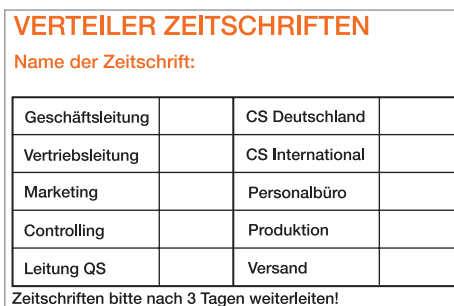 VERTEILER ZEITSCHRIFTEN
Name der Zeitschrift:
Geschäftsleitung CS Deutschland
Vertriebsleitung CS International
Marketing Personalbüro
Controlling Produktion
Leitung QS Versand
Zeitschriften bitte nach 3 Tagen weiterleiten!